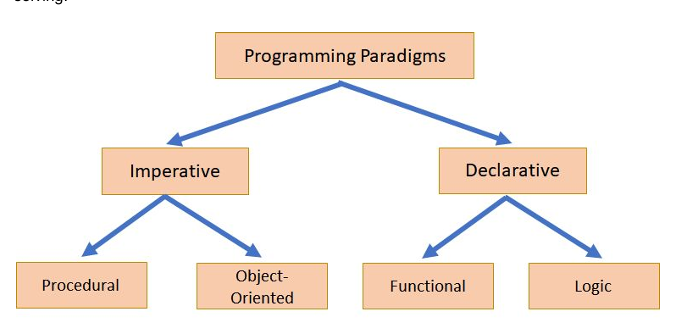 Programming Paradigms
Imperative
Declarative
Procedural
Object-
Oriented
Functional
Logic